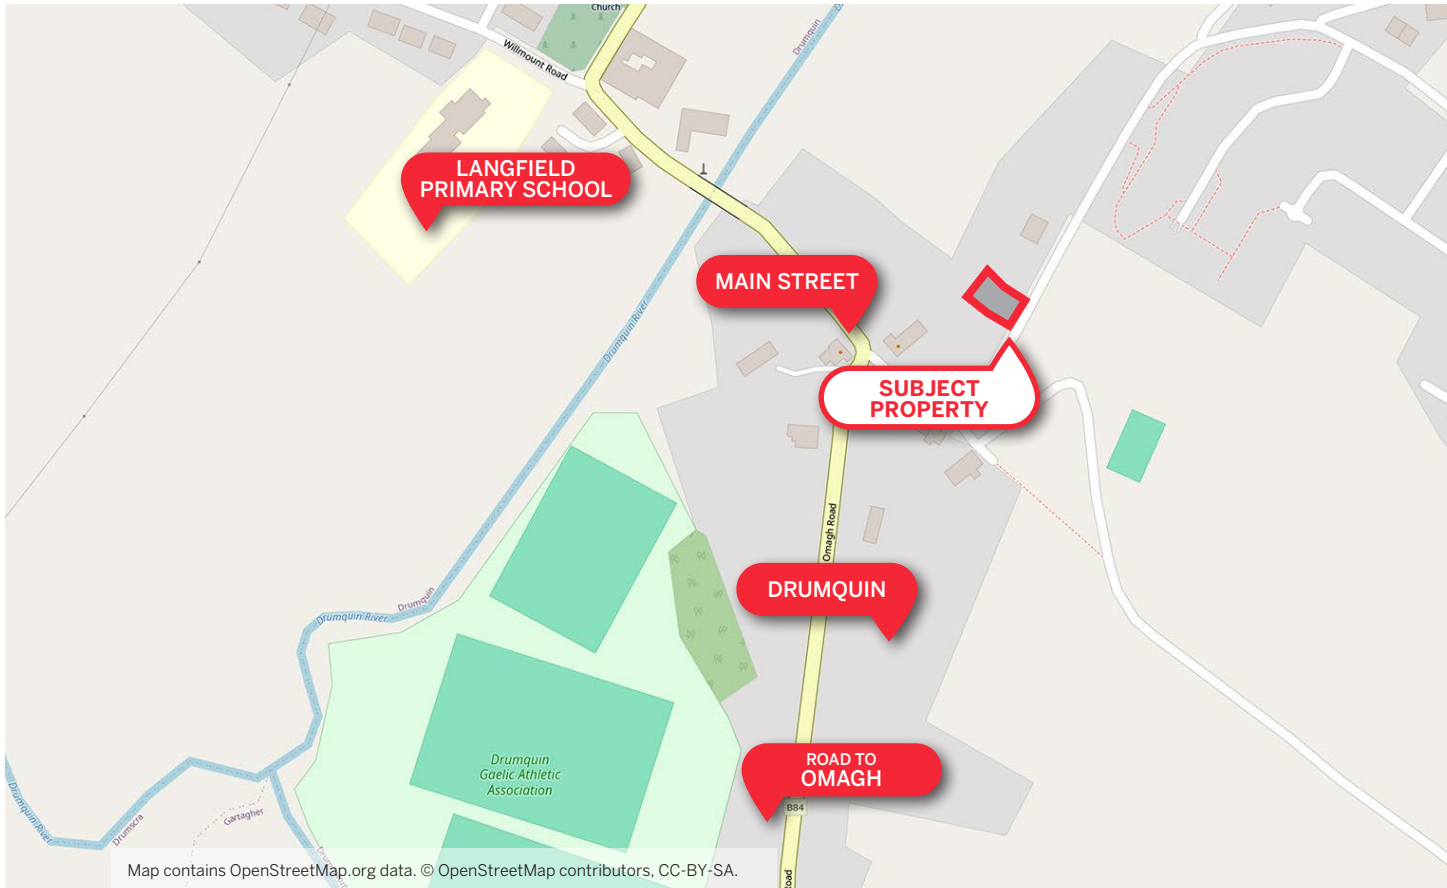 Church
Willmount Road
Drumquin
LANGFIELD
PRIMARY SCHOOL
MAIN STREET
Drumquin River
SUBJECT
PROPERTY
Omagh Road
DRUMQUIN
Drumquin
Drumquin River
ROAD TO
OMAGH
Drumquin
Gaelic Athletic
Association
B84
Drumquin River
Drumscra
Gartagher
Road
Map contains OpenStreetMap.org data. © OpenStreetMap contributors, CC-BY-SA.